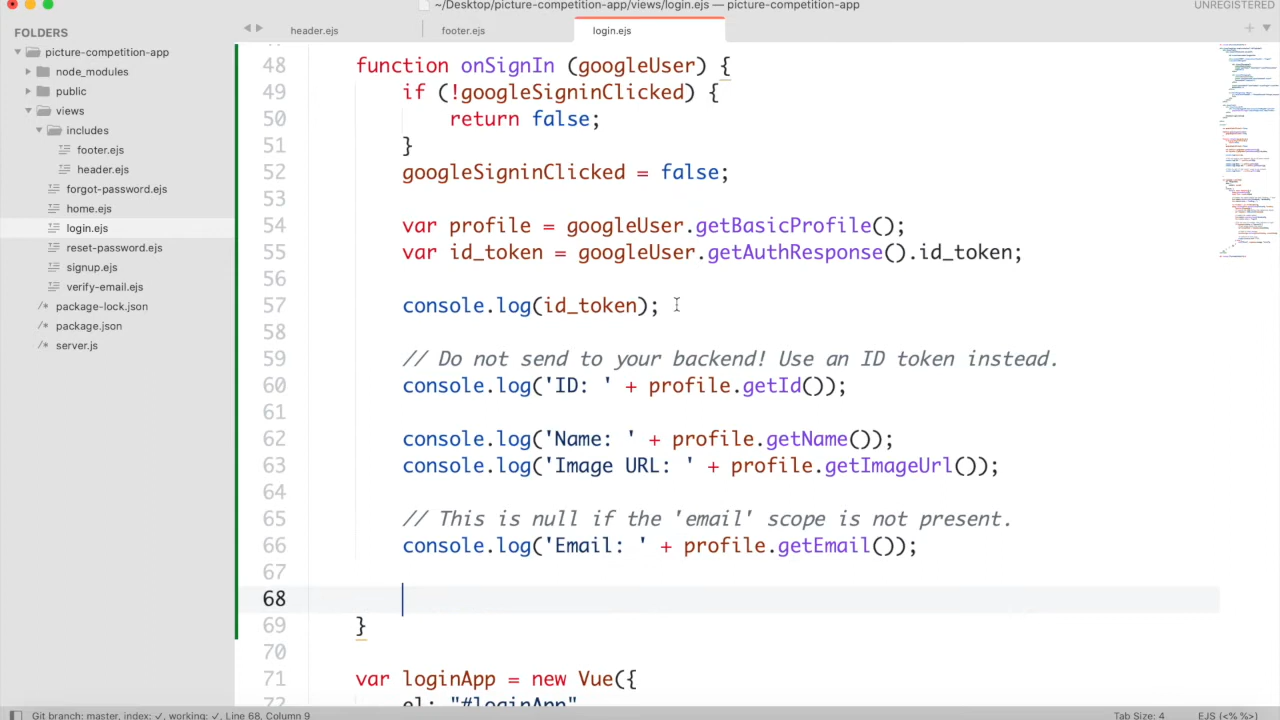 ~/Desktop/picture-competition-app/views/login.ejs — picture-competition-app
UNREGISTERED
FOLDERS
picture-competition-app
node_modules
public
views
includes
footer.ejs
header.ejs
forgot-password.ejs
home.ejs
login.ejs
reset-password.ejs
signup.ejs
verify-email.ejs
package-lock.json
package.json
server.js
header.ejs
footer.ejs
login.ejs
48 function onSignIn(googleUser) {
49 if (!googleSigninClicked)
50 return false;
51 }
52 googleSigninClicked = false;
53
54 var profile = googleUser.getBasicProfile();
55 var id_token = googleUser.getAuthResponse().id_token;
56
57 console.log(id_token);
58
59 // Do not send to your backend! Use an ID token instead.
60 console.log('ID: ' + profile.getId());
61
62 console.log('Name: ' + profile.getName());
63 console.log('Image URL: ' + profile.getImageUrl());
64
65 // This is null if the 'email' scope is not present.
66 console.log('Email: ' + profile.getEmail());
67
68
69 }
70
71 var loginApp = new Vue({
72 el: "#loginApp"
Git branch: master, index: ✓, working: ✓, Line 68, Column 9
Tab Size: 4
EJS (<% %>)